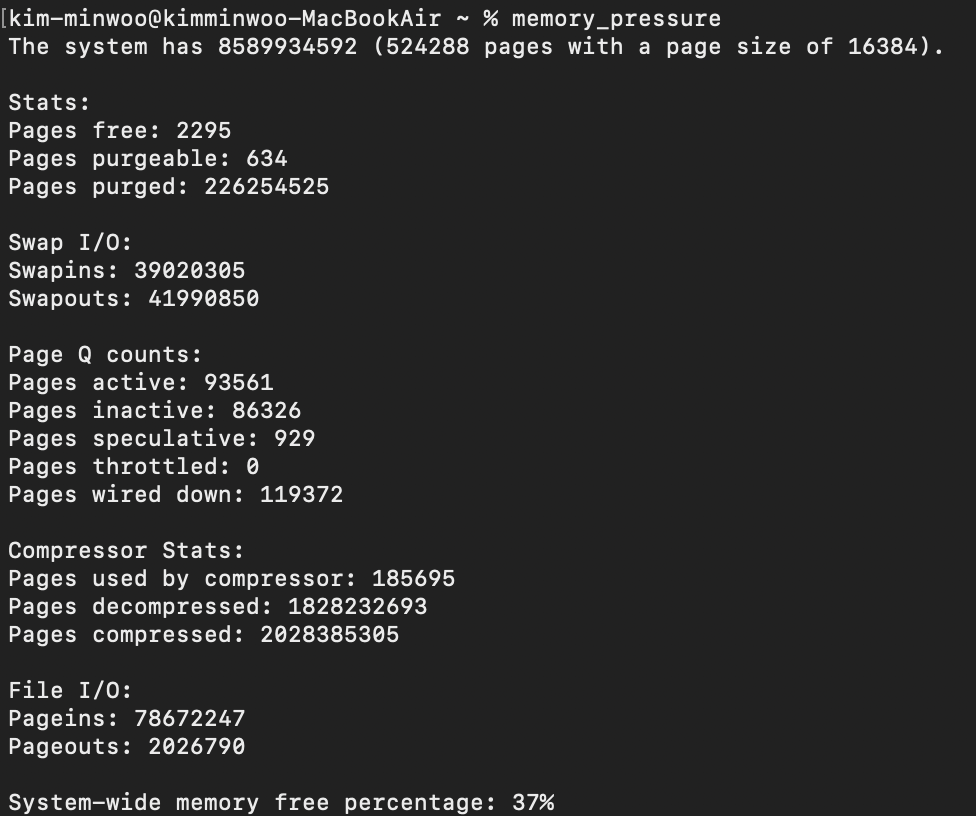 [kim-minwoo@kimminwoo-MacBookAir ~ % memory_pressure
The system has 8589934592 (524288 pages with a page size of 16384).
Stats:
Pages free: 2295
Pages purgeable: 634
Pages purged: 226254525
Swap I/O:
Swapins: 39020305
Swapouts: 41990850
Page Q counts:
Pages active: 93561
Pages inactive: 86326
Pages speculative: 929
Pages throttled: 0
Pages wired down: 119372
Compressor Stats:
Pages used by compressor: 185695
Pages decompressed: 1828232693
Pages compressed: 2028385305
File I/O:
Pageins: 78672247
Pageouts: 2026790
System-wide memory free percentage: 37%